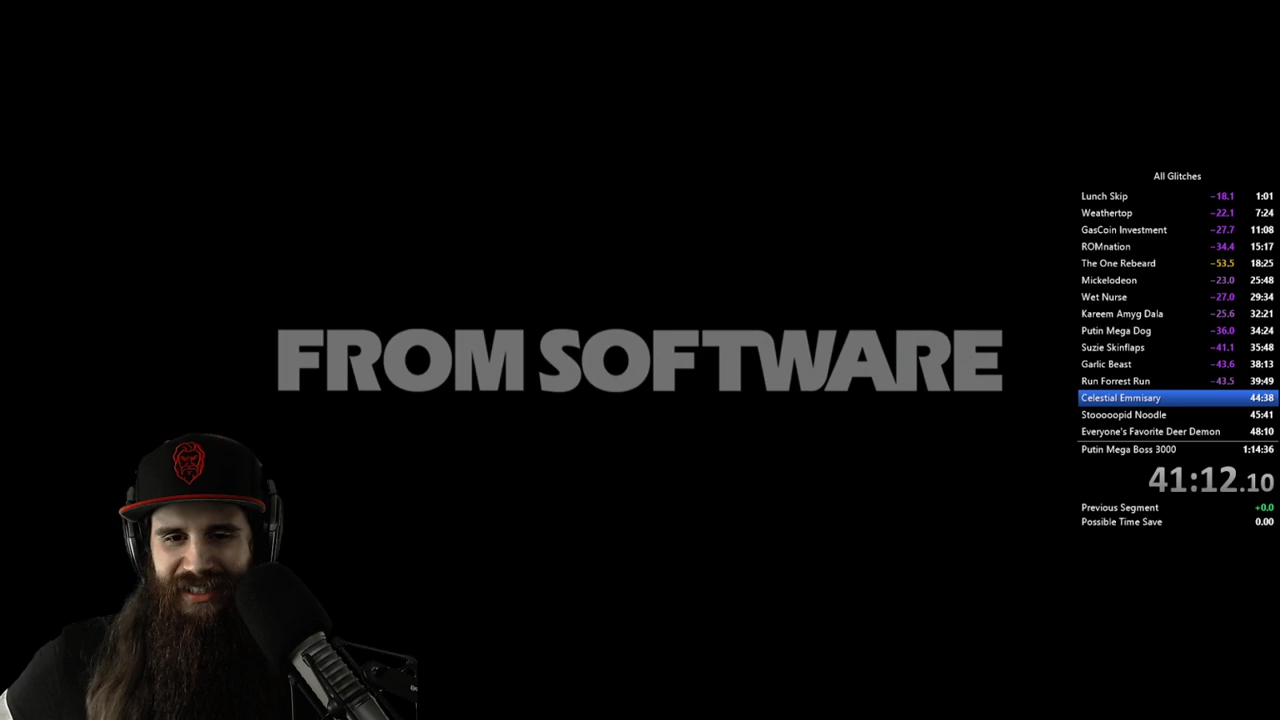 FROM SOFTWARE
All Glitches
Lunch Skip −18.1 1:01
Weathertop −22.1 7:24
GasCoin Investment −27.7 11:08
ROMnation −34.4 15:17
The One Rebeard −53.5 18:25
Mickelodeon −23.0 25:48
Wet Nurse −27.0 29:34
Kareem Amyg Dala −25.6 32:21
Putin Mega Dog −36.0 34:24
Suzie Skinflaps −41.1 35:48
Garlic Beast −43.6 38:13
Run Forrest Run −43.5 39:49
Celestial Emmisary 44:38
Stooooopid Noodle 45:41
Everyone's Favorite Deer Demon 48:10
Putin Mega Boss 3000 1:14:36
41:12.10
Previous Segment +0.0
Possible Time Save 0.00